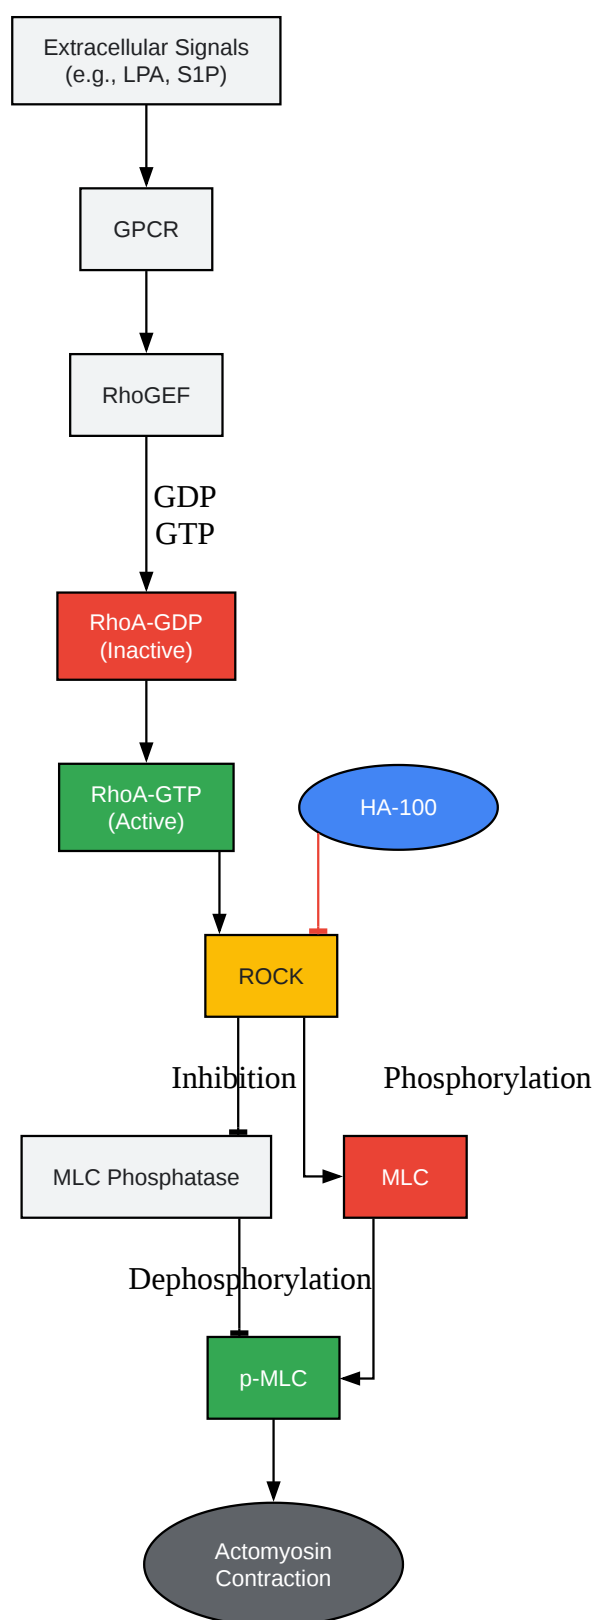 Extracellular Signals
(e.g., LPA, S1P)
GPCR
RhoGEF
GDP
GTP
RhoA-GDP
(Inactive)
RhoA-GTP
(Active)
HA-100
ROCK
Inhibition
Phosphorylation
MLC Phosphatase
MLC
Dephosphorylation
p-MLC
Actomyosin
Contraction